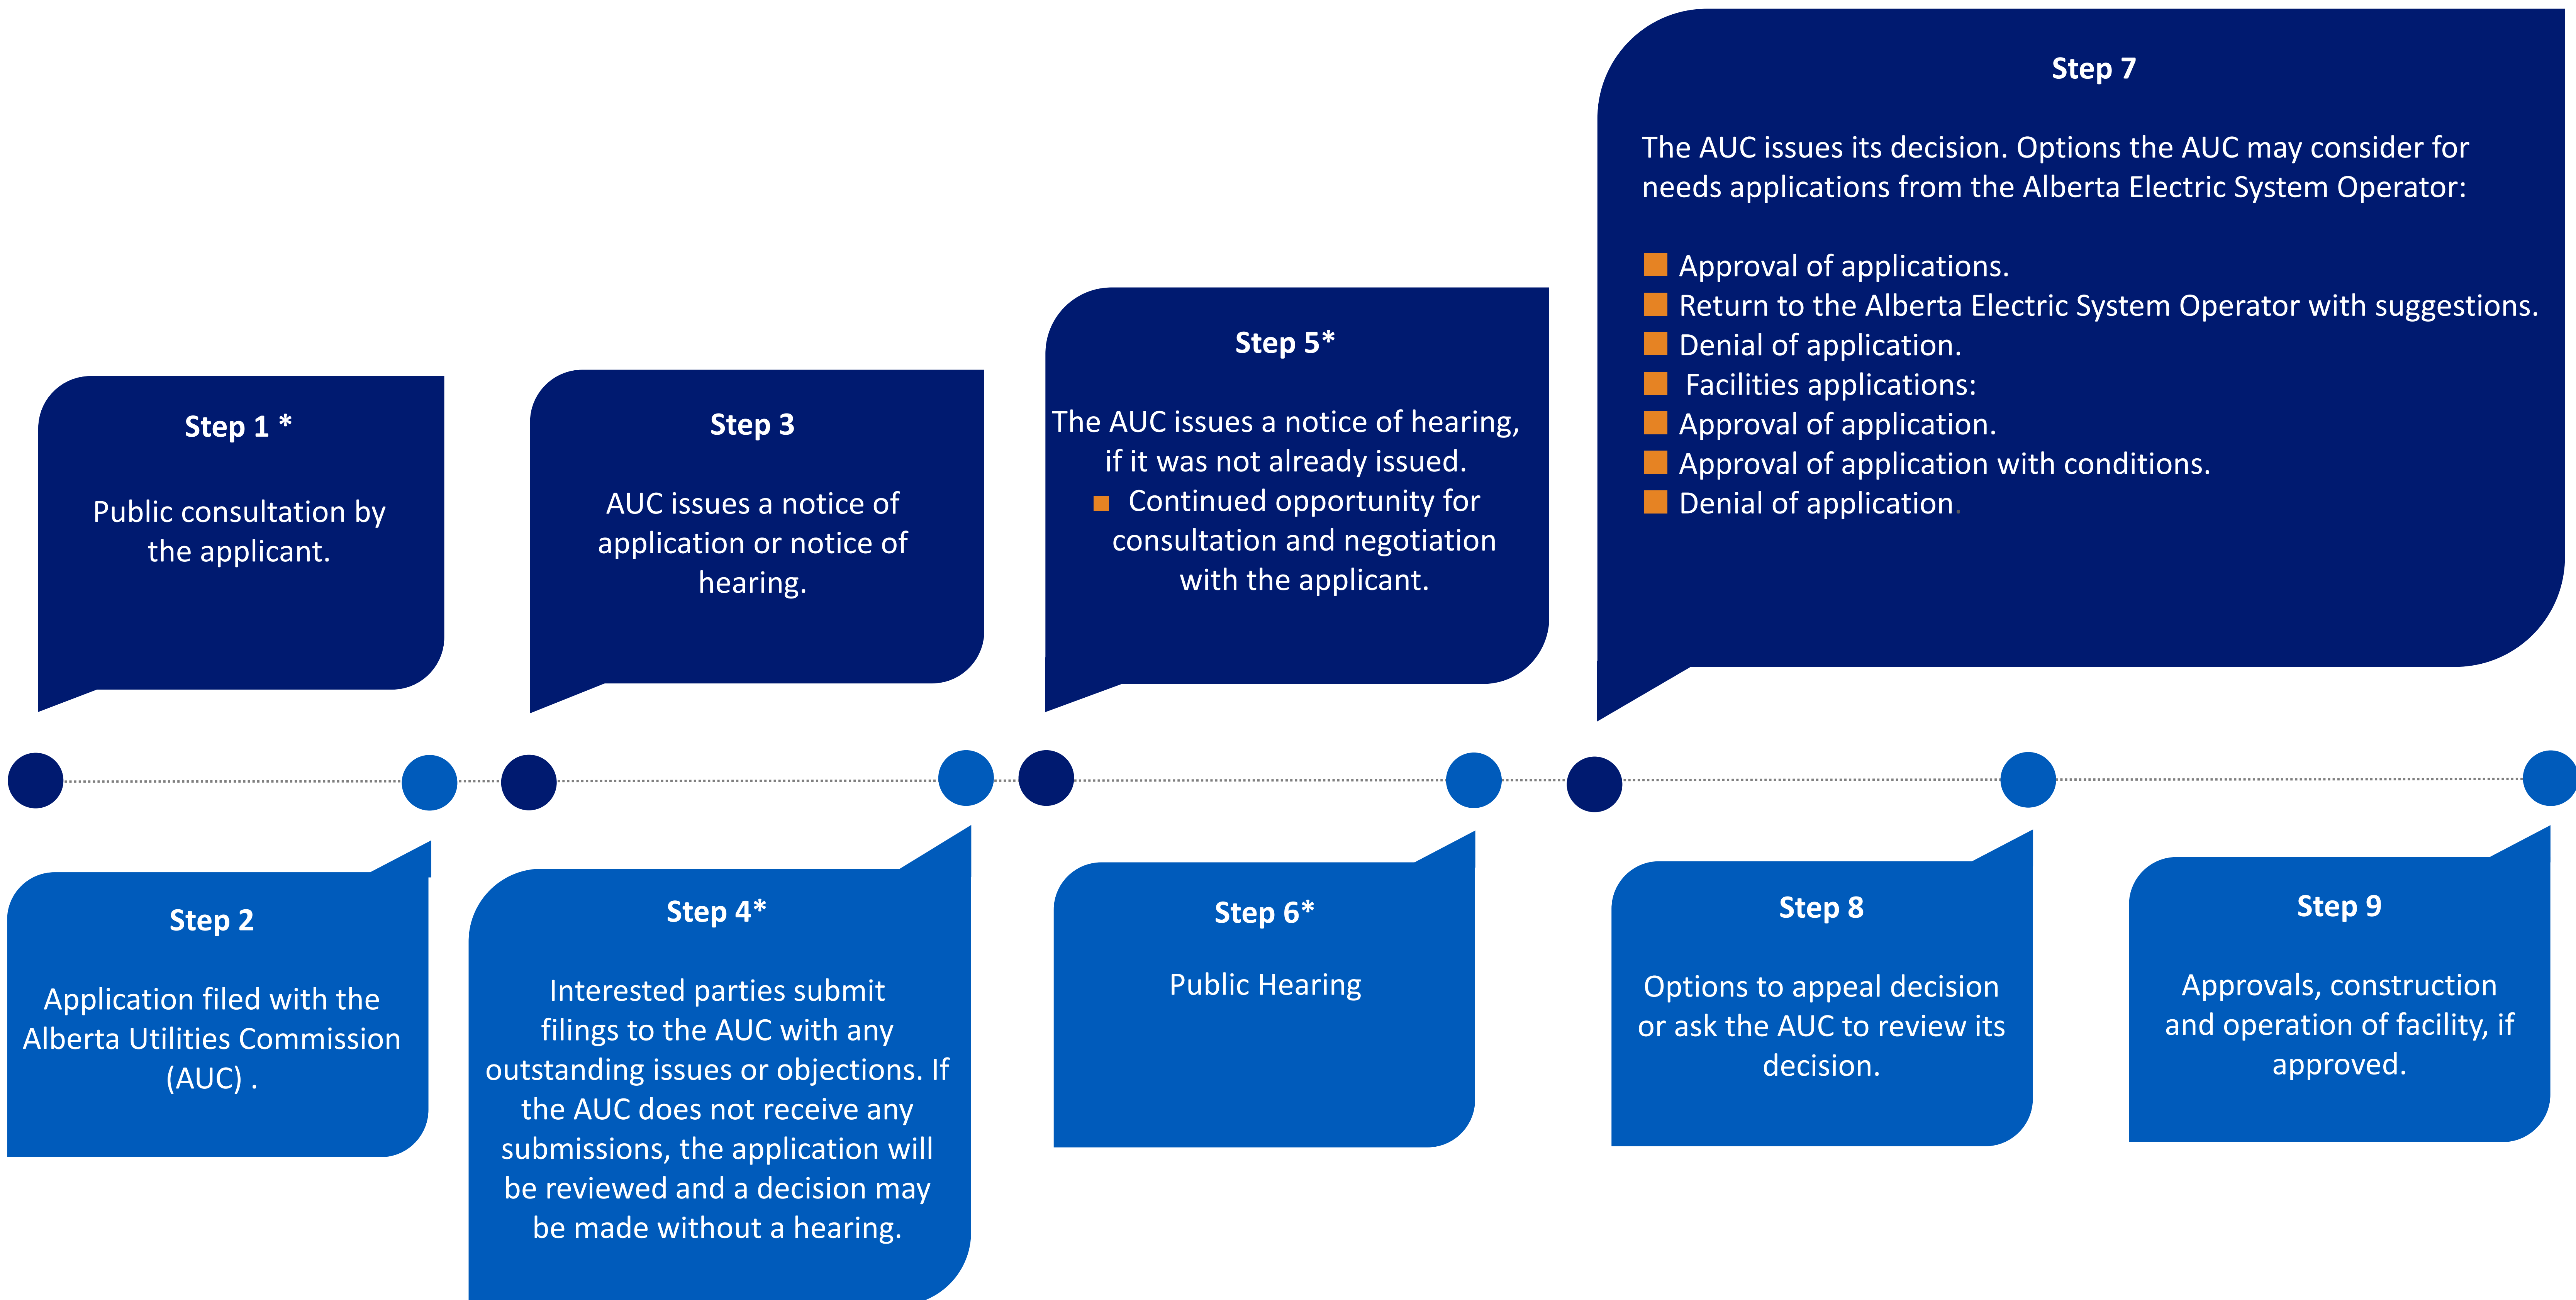 Step 1 *
Public consultation by
the applicant.
Step 2
Application filed with the
Alberta Utilities Commission
(AUC) .
Step 3
AUC issues a notice of
application or notice of
hearing.
Step 4*
Interested parties submit
filings to the AUC with any
outstanding issues or objections. If
the AUC does not receive any
submissions, the application will
be reviewed and a decision may
be made without a hearing.
Step 5*
The AUC issues a notice of hearing,
if it was not already issued.
■ Continued opportunity for
consultation and negotiation
with the applicant.
Step 6*
Public Hearing
Step 7
The AUC issues its decision. Options the AUC may consider for
needs applications from the Alberta Electric System Operator:
■ Approval of applications.
■ Return to the Alberta Electric System Operator with suggestions.
■ Denial of application.
■ Facilities applications:
■ Approval of application.
■ Approval of application with conditions.
■ Denial of application.
Step 8
Options to appeal decision
or ask the AUC to review its
decision.
Step 9
Approvals, construction
and operation of facility, if
approved.